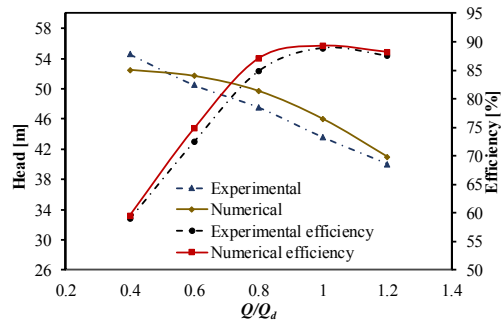 Head [m]
58
54
50
46
42
38
34
30
26
95
90
85
80
75
70
65
60
55
50
Efficiency [%]
Experimental
Numerical
Experimental efficiency
Numerical efficiency
0.2 0.4 0.6 0.8 1 1.2 1.4
Q/Qd